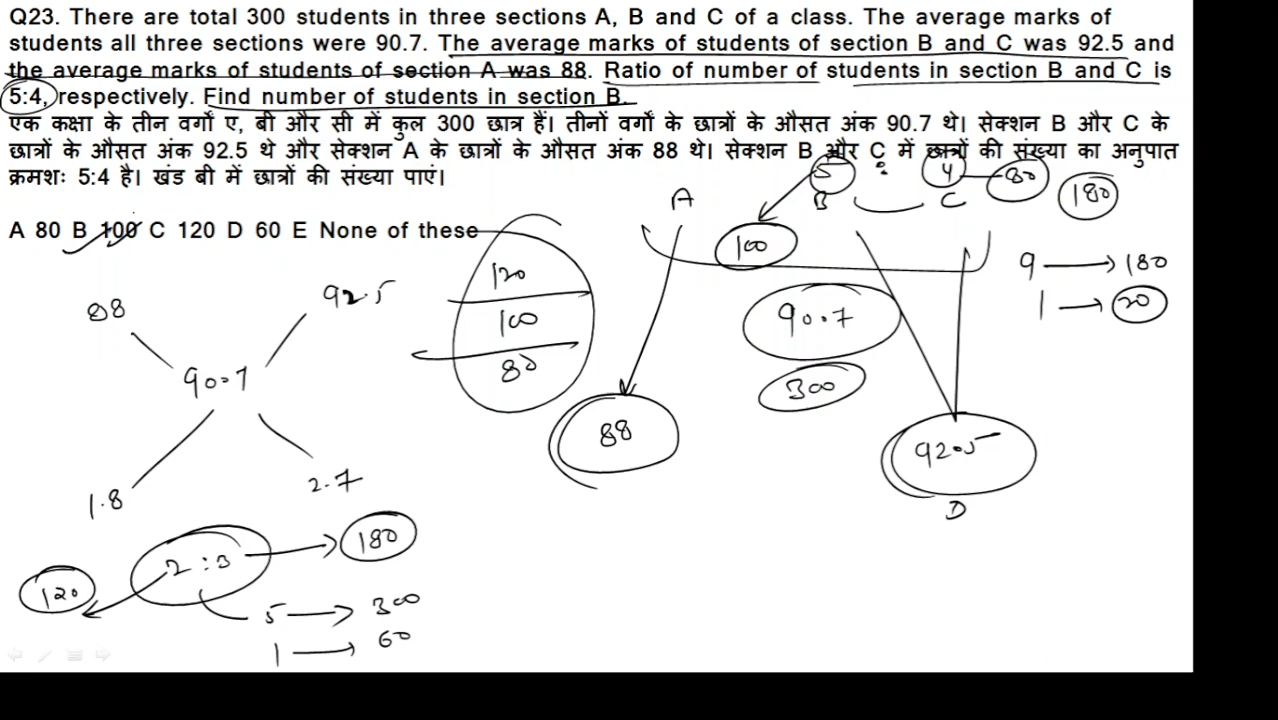 Q23. There are total 300 students in three sections A, B and C of a class. The average marks of
students all three sections were 90.7. The average marks of students of section B and C was 92.5 and
the average marks of students of section A was 88. Ratio of number of students in section B and C is
5:4, respectively. Find number of students in section B.
एक कक्षा के तीन वर्गों ए, बी और सी में कुल 300 छात्र हैं। तीनों वर्गों के छात्रों के औसत अंक 90.7 थे। सेक्शन B और C के
छात्रों के औसत अंक 92.5 थे और सेक्शन A के छात्रों के औसत अंक 88 थे। सेक्शन B और C में छात्रों की संख्या का अनुपात
क्रमशः 5:4 है। खंड बी में छात्रों की संख्या पाएं।
5 : 4 80
180
A B C
A 80 B 100 C 120 D 60 E None of these
100
9 180
1 20
120
100
80
88 92.5
90.7
90.7
300
88
92.5
D
1.8 2.7
2:3 180
120
5 300
1 60